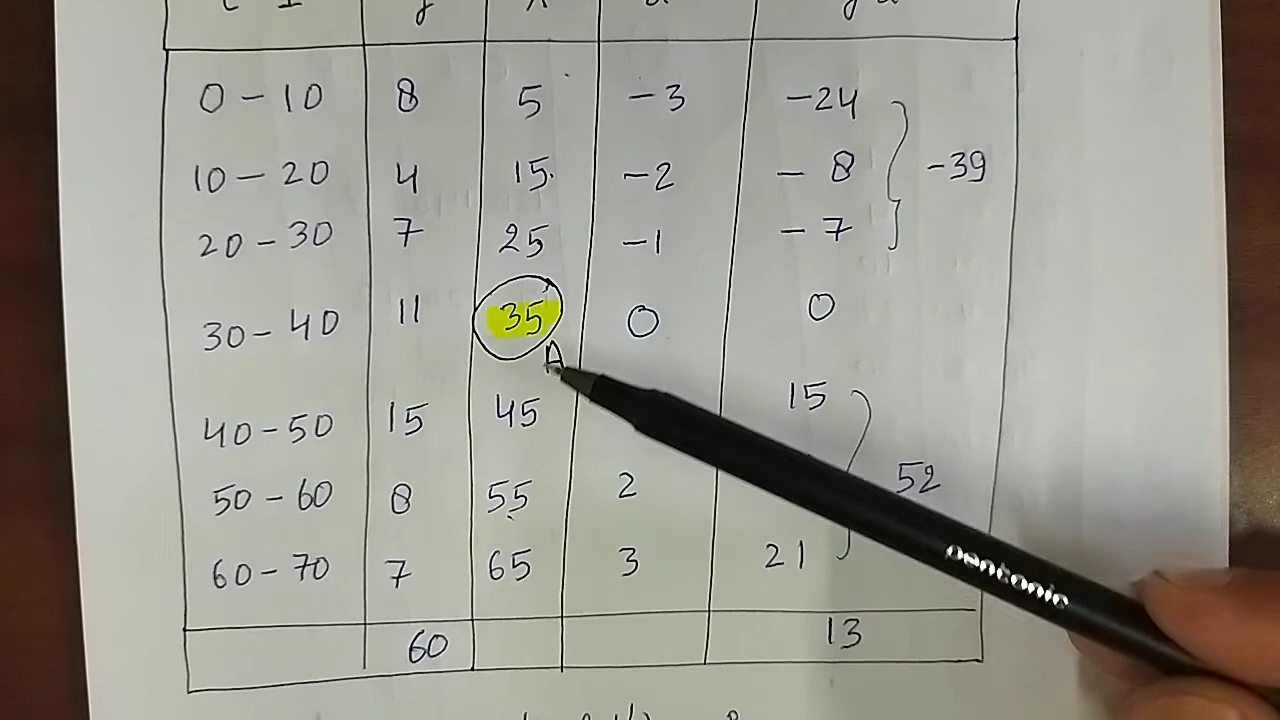 0 - 10 8 5 -3 -24
10 - 20 4 15 -2 - 8 -39
20 - 30 7 25 -1 - 7
30 - 40 11 35 0 0
A
40 - 50 15 45 15
50 - 60 8 55 2 52
60 - 70 7 65 3 21
60 13
pentonic